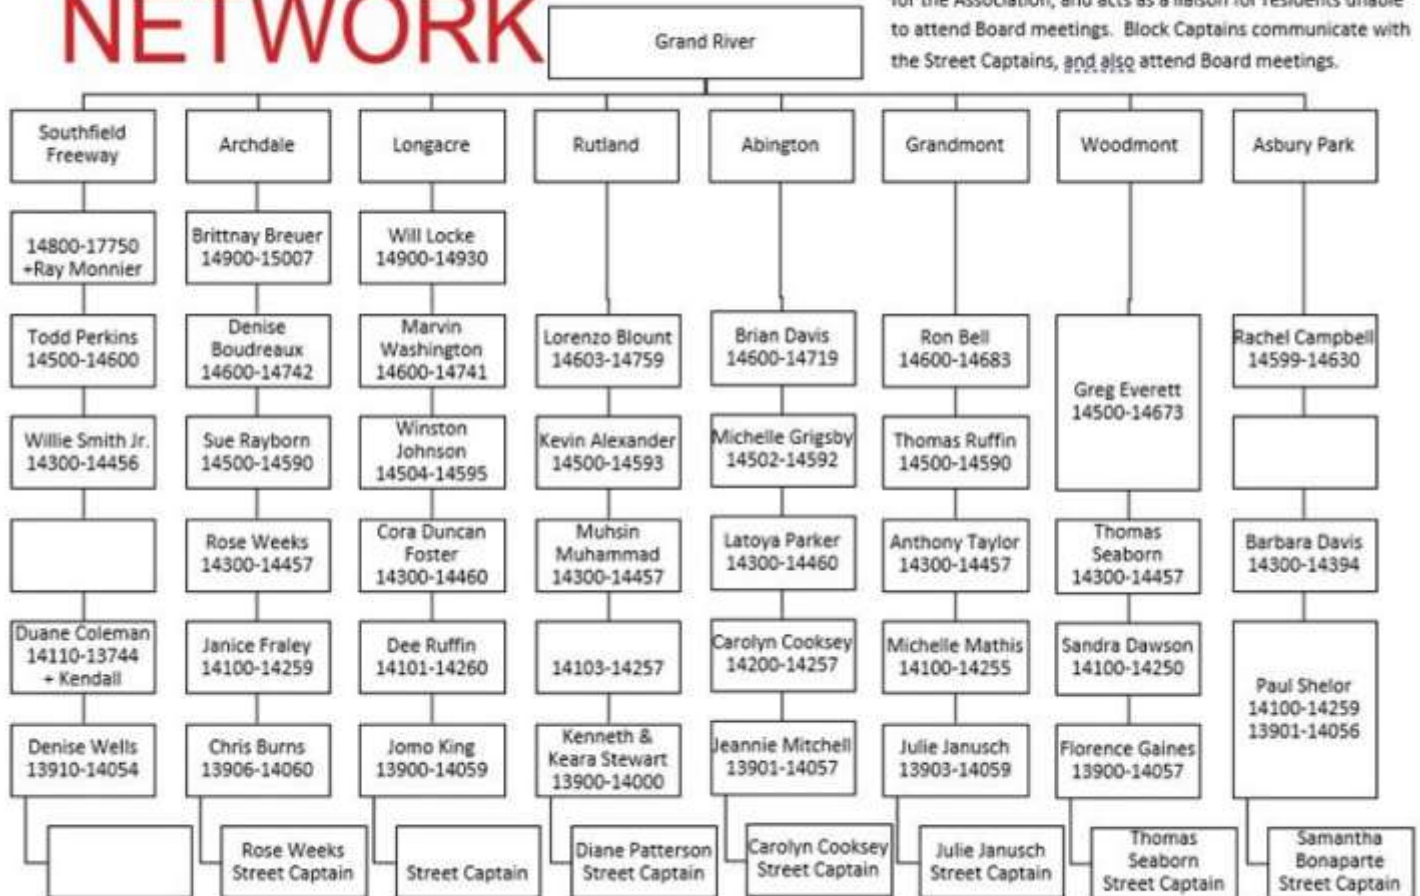 NETWORK
for the Association, and acts as a liaison for residents unable
to attend Board meetings. Block Captains communicate with
the Street Captains, and also attend Board meetings.
Grand River
Southfield
Freeway
Archdale
Longacre
Rutland
Abington
Grandmont
Woodmont
Asbury Park
14800-17750
+Ray Monnier
Brittnay Breuer
14900-15007
Will Locke
14900-14930
Todd Perkins
14500-14600
Denise
Boudreaux
14600-14742
Marvin
Washington
14600-14741
Lorenzo Blount
14603-14759
Brian Davis
14600-14719
Ron Bell
14600-14683
Greg Everett
14500-14673
Rachel Campbell
14599-14630
Willie Smith Jr.
14300-14456
Sue Rayborn
14500-14590
Winston
Johnson
14504-14595
Kevin Alexander
14500-14593
Michelle Grigsby
14502-14592
Thomas Ruffin
14500-14590
Rose Weeks
14300-14457
Cora Duncan
Foster
14300-14460
Muhsin
Muhammad
14300-14457
Latoya Parker
14300-14460
Anthony Taylor
14300-14457
Thomas
Seaborn
14300-14457
Barbara Davis
14300-14394
Duane Coleman
14110-13744
+ Kendall
Janice Fraley
14100-14259
Dee Ruffin
14101-14260
14103-14257
Carolyn Cooksey
14200-14257
Michelle Mathis
14100-14255
Sandra Dawson
14100-14250
Paul Shelor
14100-14259
13901-14056
Denise Wells
13910-14054
Chris Burns
13906-14060
Jomo King
13900-14059
Kenneth &
Keara Stewart
13900-14000
Jeannie Mitchell
13901-14057
Julie Janusch
13903-14059
Florence Gaines
13900-14057
Rose Weeks
Street Captain
Street Captain
Diane Patterson
Street Captain
Carolyn Cooksey
Street Captain
Julie Janusch
Street Captain
Thomas
Seaborn
Street Captain
Samantha
Bonaparte
Street Captain